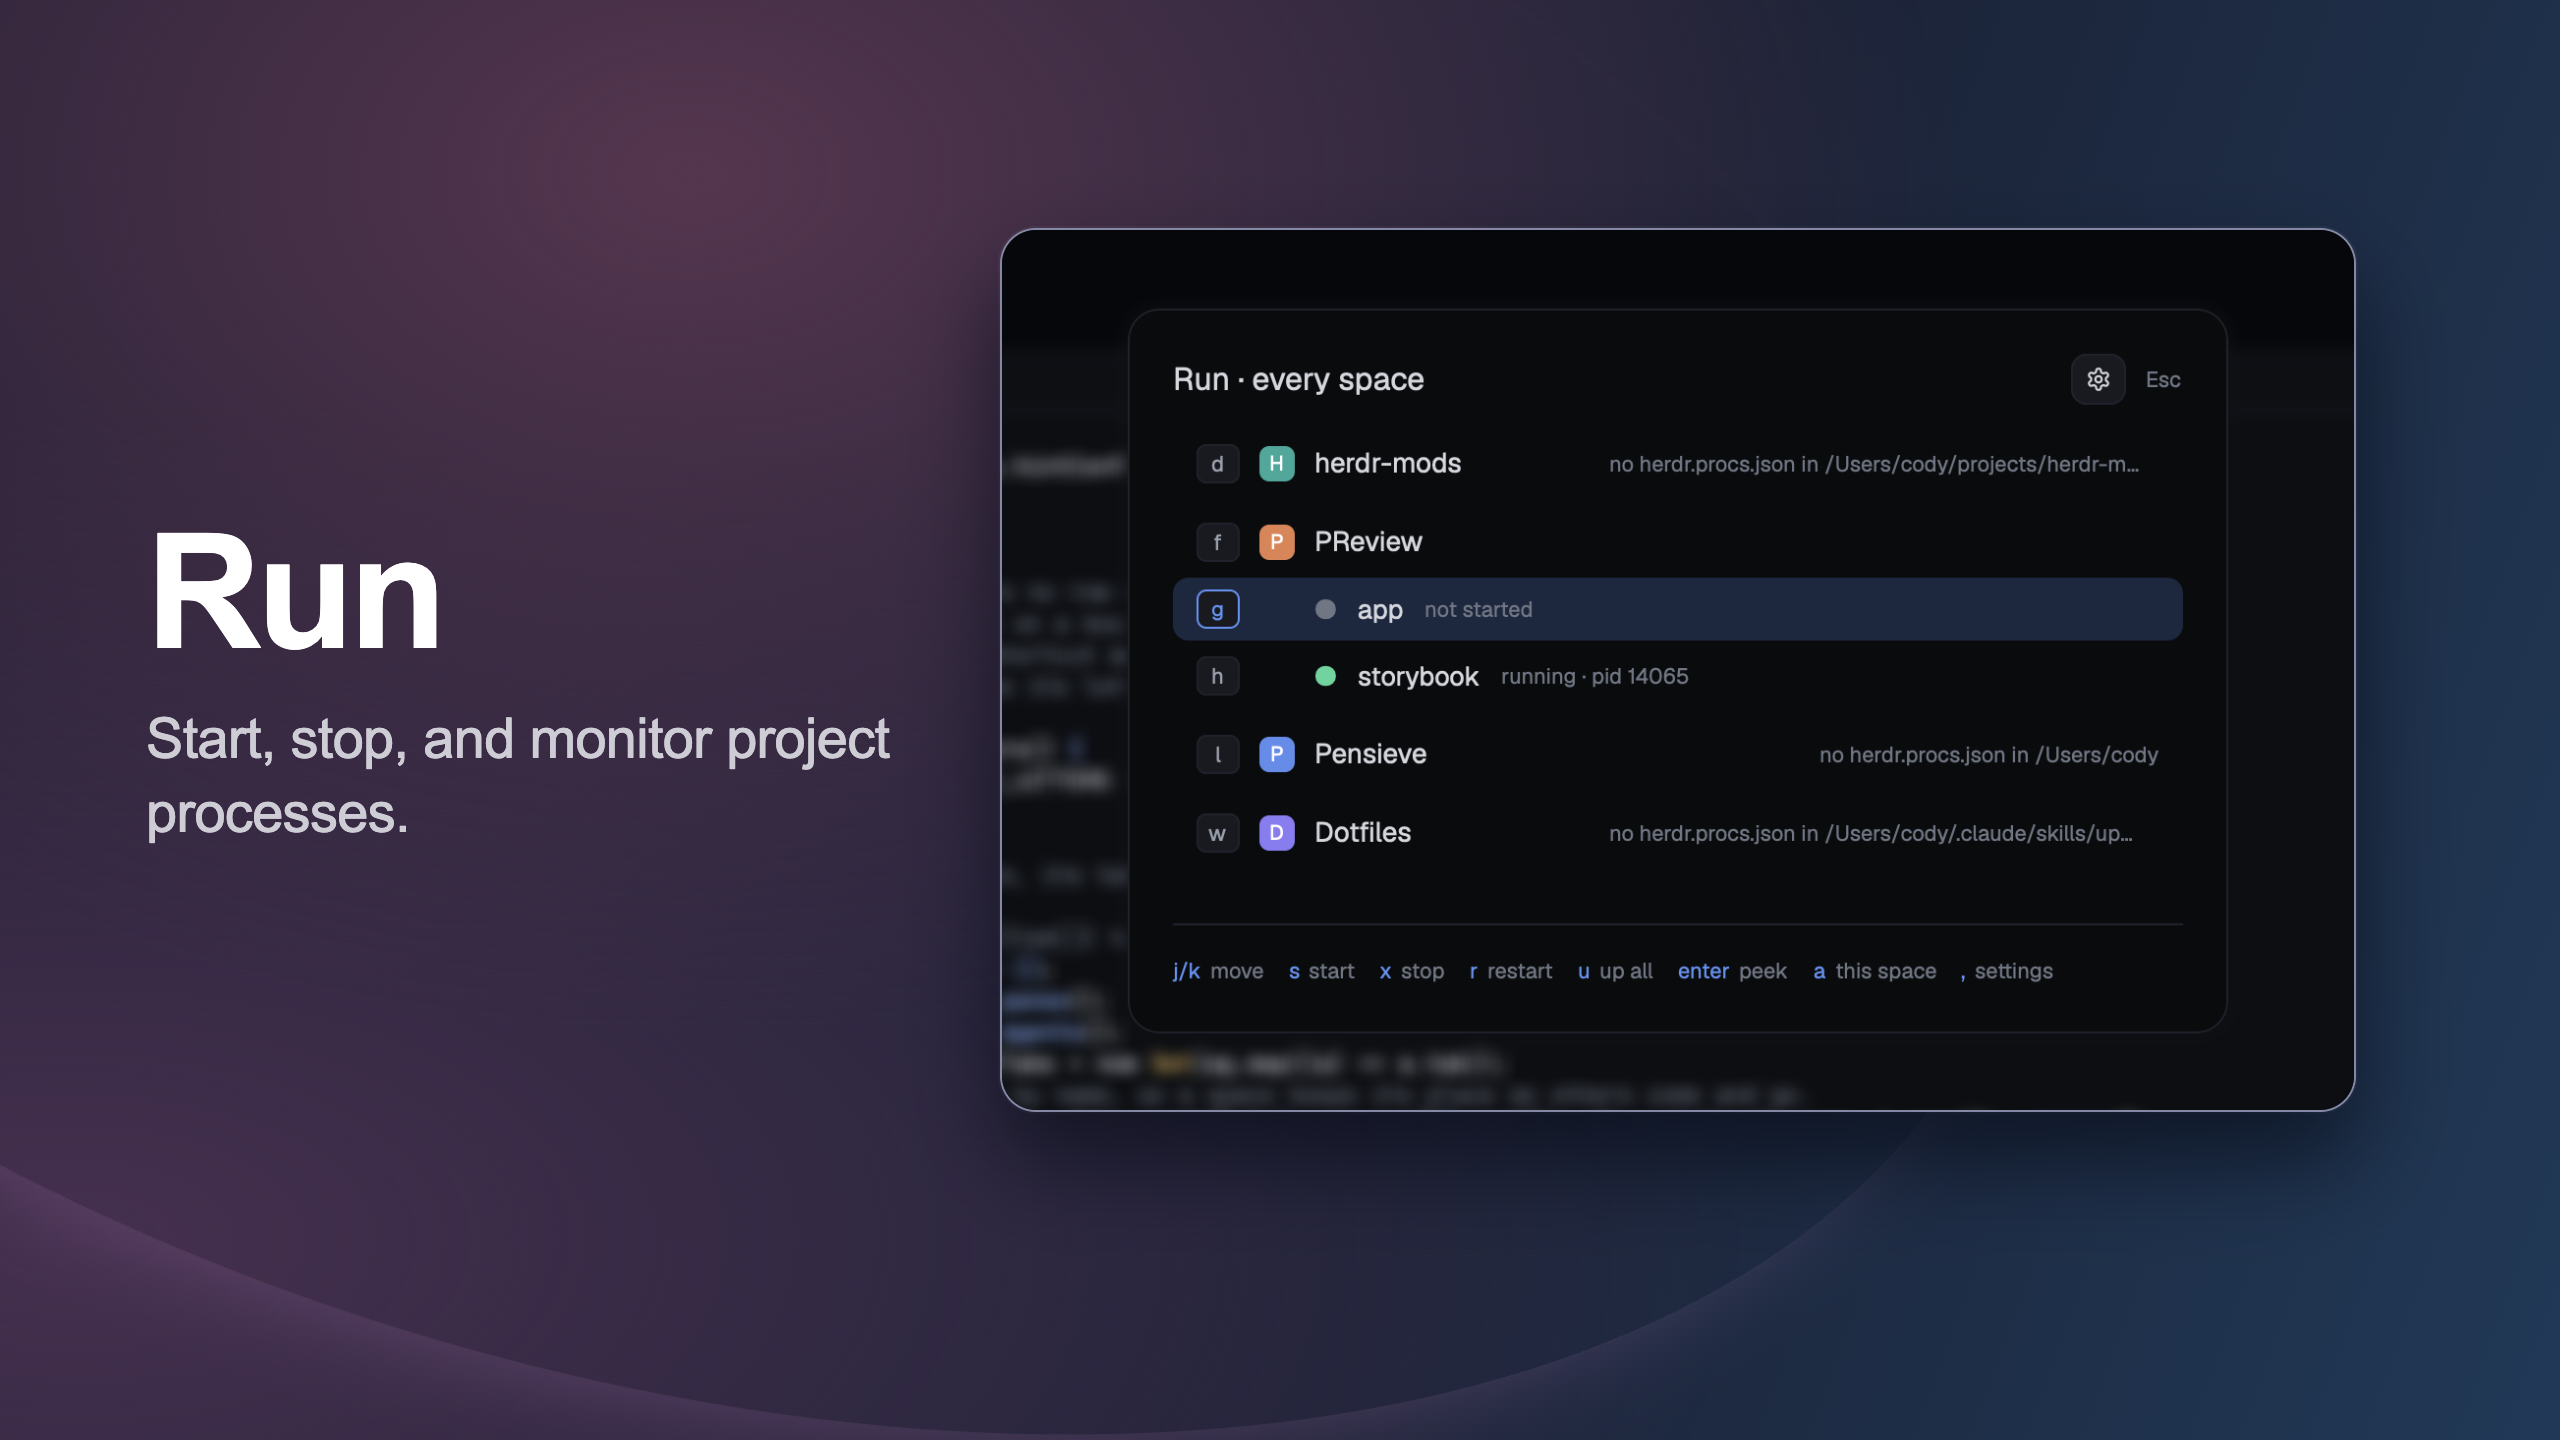 Run
Start, stop, and monitor project
processes.
Run · every space
Esc
d H herdr-mods no herdr.procs.json in /Users/cody/projects/herdr-m...
f P PReview
g app not started
h storybook running · pid 14065
l P Pensieve no herdr.procs.json in /Users/cody
w D Dotfiles no herdr.procs.json in /Users/cody/.claude/skills/up...
j/k move s start x stop r restart u up all enter peek a this space , settings